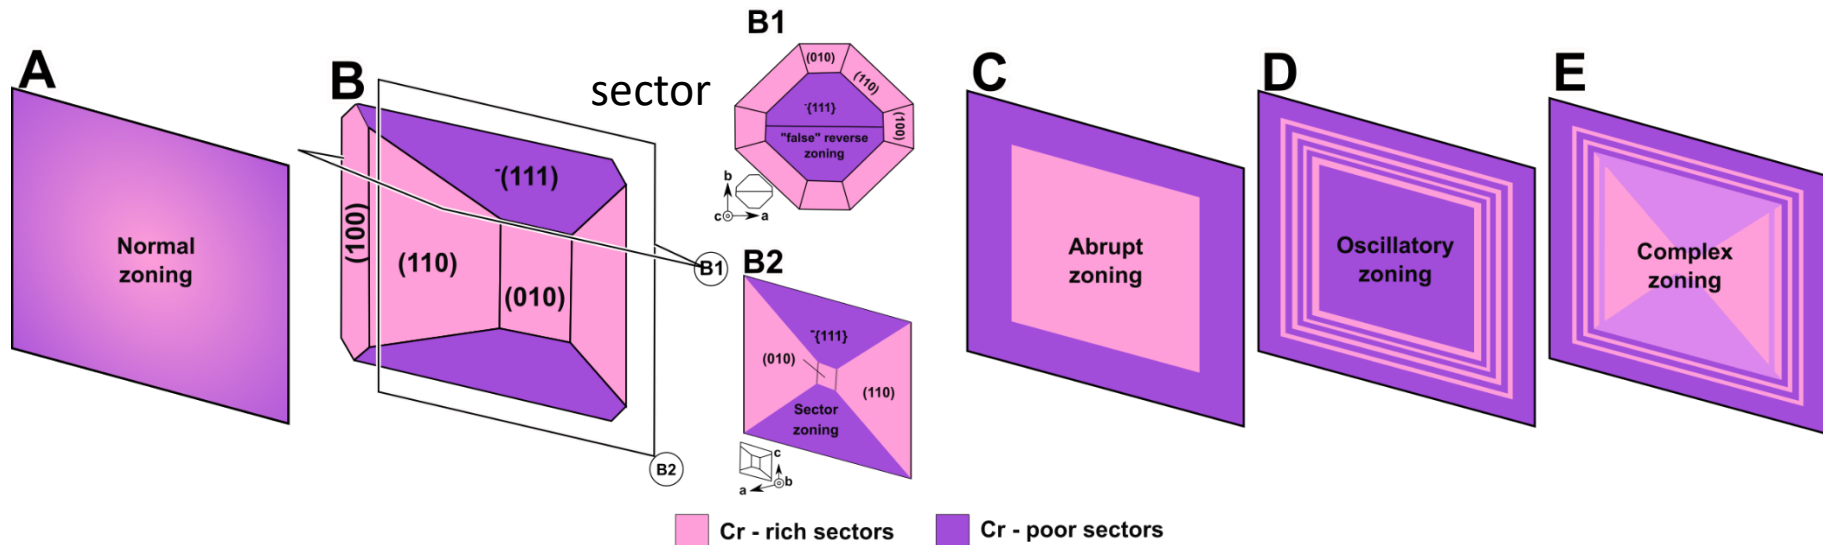 A
Normal
zoning
B
(100)
(110)
-(111)
(010)
B1
B2
sector
B1
(010)
(110)
(100)
-{111}
"false" reverse
zoning
b
c
a
B2
-{111}
(010)
(110)
Sector
zoning
c
b
a
C
Abrupt
zoning
D
Oscillatory
zoning
E
Complex
zoning
Cr - rich sectors
Cr - poor sectors